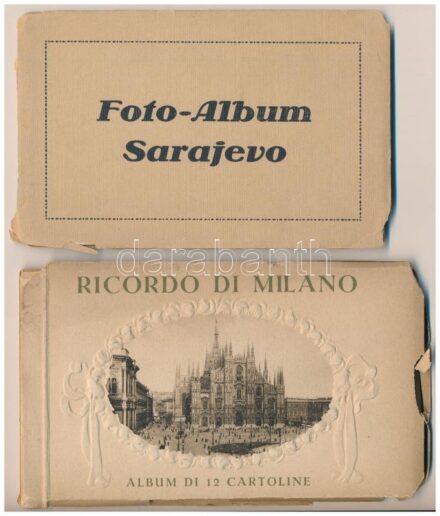 Foto-Album
Sarajevo
darabanth
RICORDO DI MILANO
ALBUM DI 12 CARTOLINE